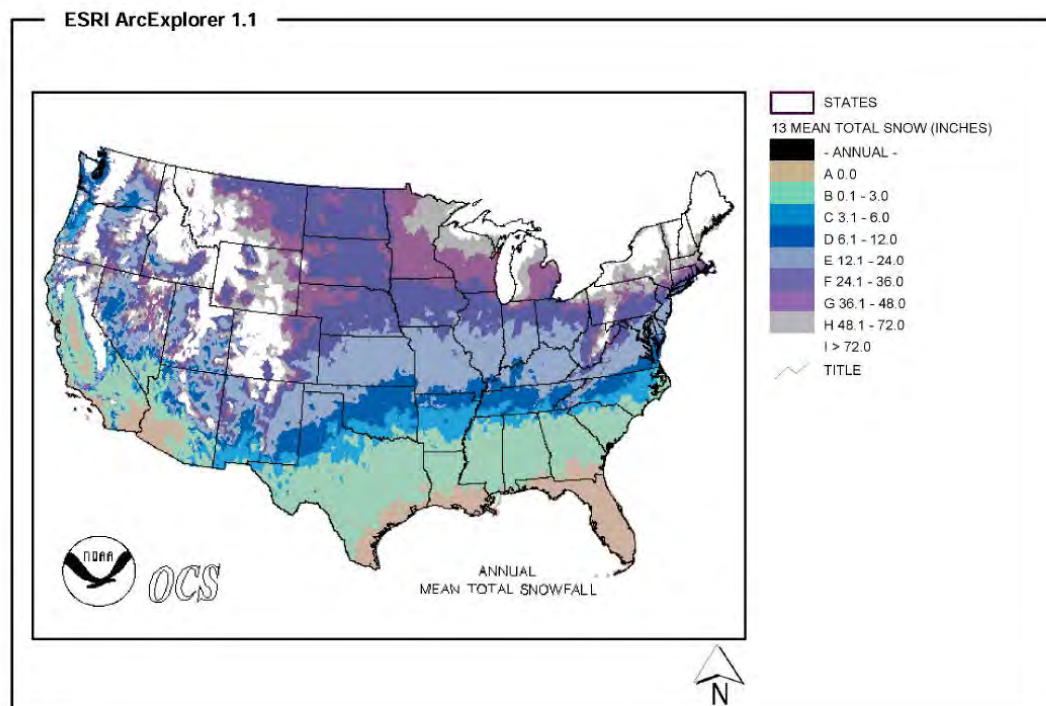 ESRI ArcExplorer 1.1
STATES
13 MEAN TOTAL SNOW (INCHES)
- ANNUAL -
A 0.0
B 0.1 - 3.0
C 3.1 - 6.0
D 6.1 - 12.0
E 12.1 - 24.0
F 24.1 - 36.0
G 36.1 - 48.0
H 48.1 - 72.0
I > 72.0
TITLE
NOAA
OCS
ANNUAL
MEAN TOTAL SNOWFALL
N